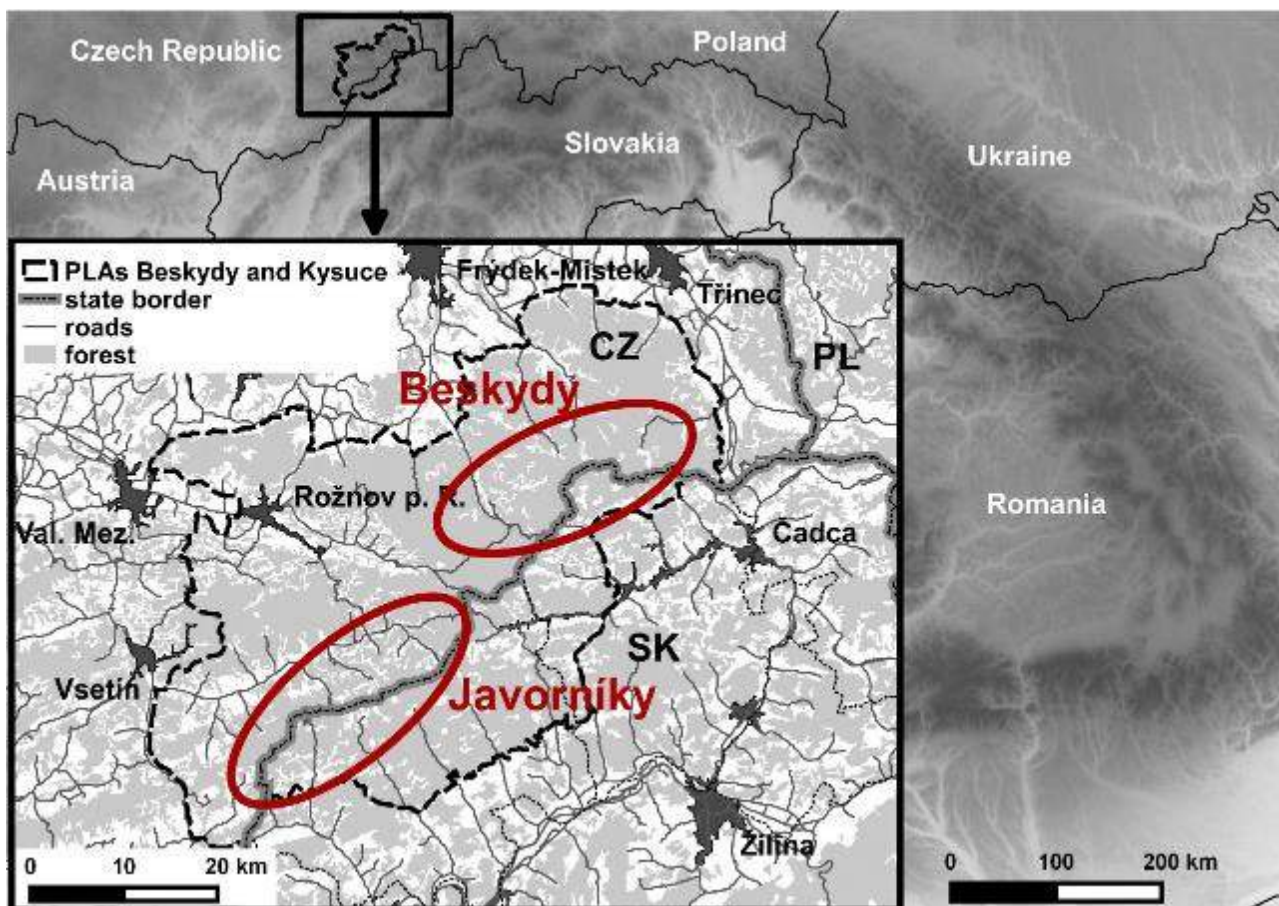 Czech Republic
Poland
Slovakia
Ukraine
Austria
Romania
PLAs Beskydy and Kysuce
state border
roads
forest
Frýdek-Místek
Třinec
CZ
PL
Beskydy
Rožnov p. R.
Val. Mez.
Čadca
SK
Vsetín
Javorníky
Žilina
0 10 20 km
0 100 200 km